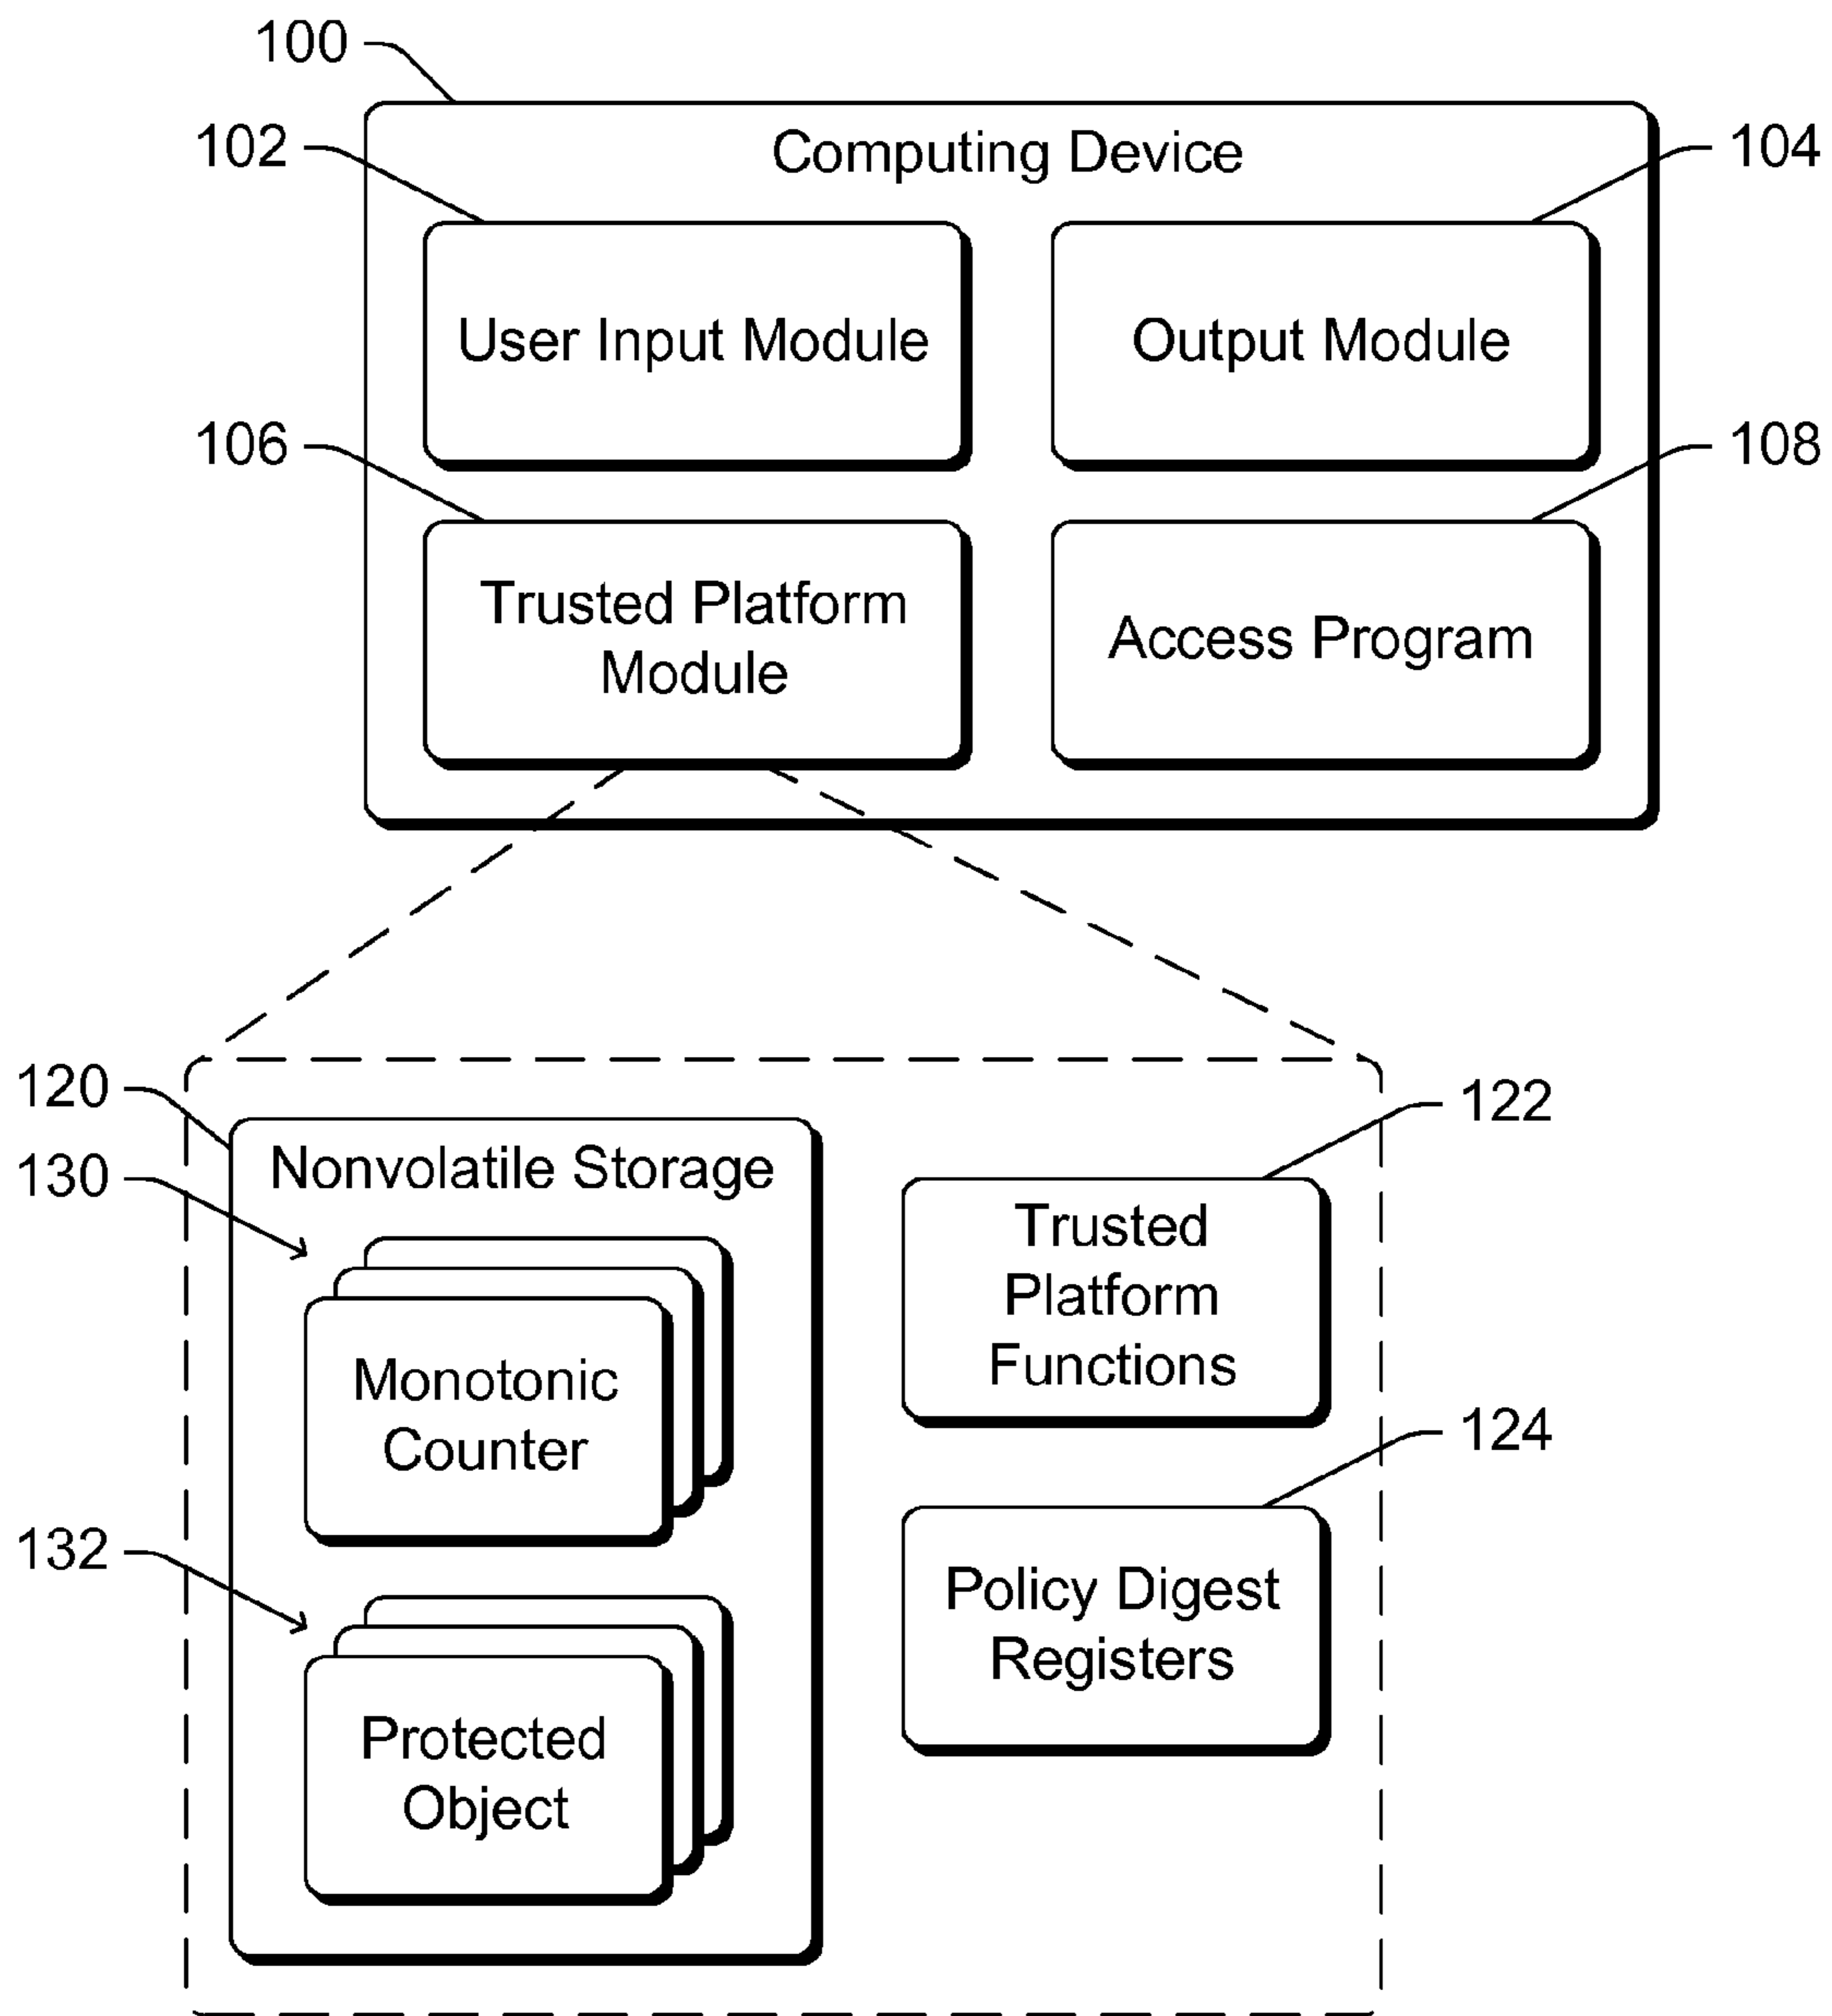 100
Computing Device
102
104
User Input Module
Output Module
106
108
Trusted Platform
Module
Access Program
120
122
130
Nonvolatile Storage
Trusted
Platform
Functions
Monotonic
Counter
124
132
Policy Digest
Registers
Protected
Object